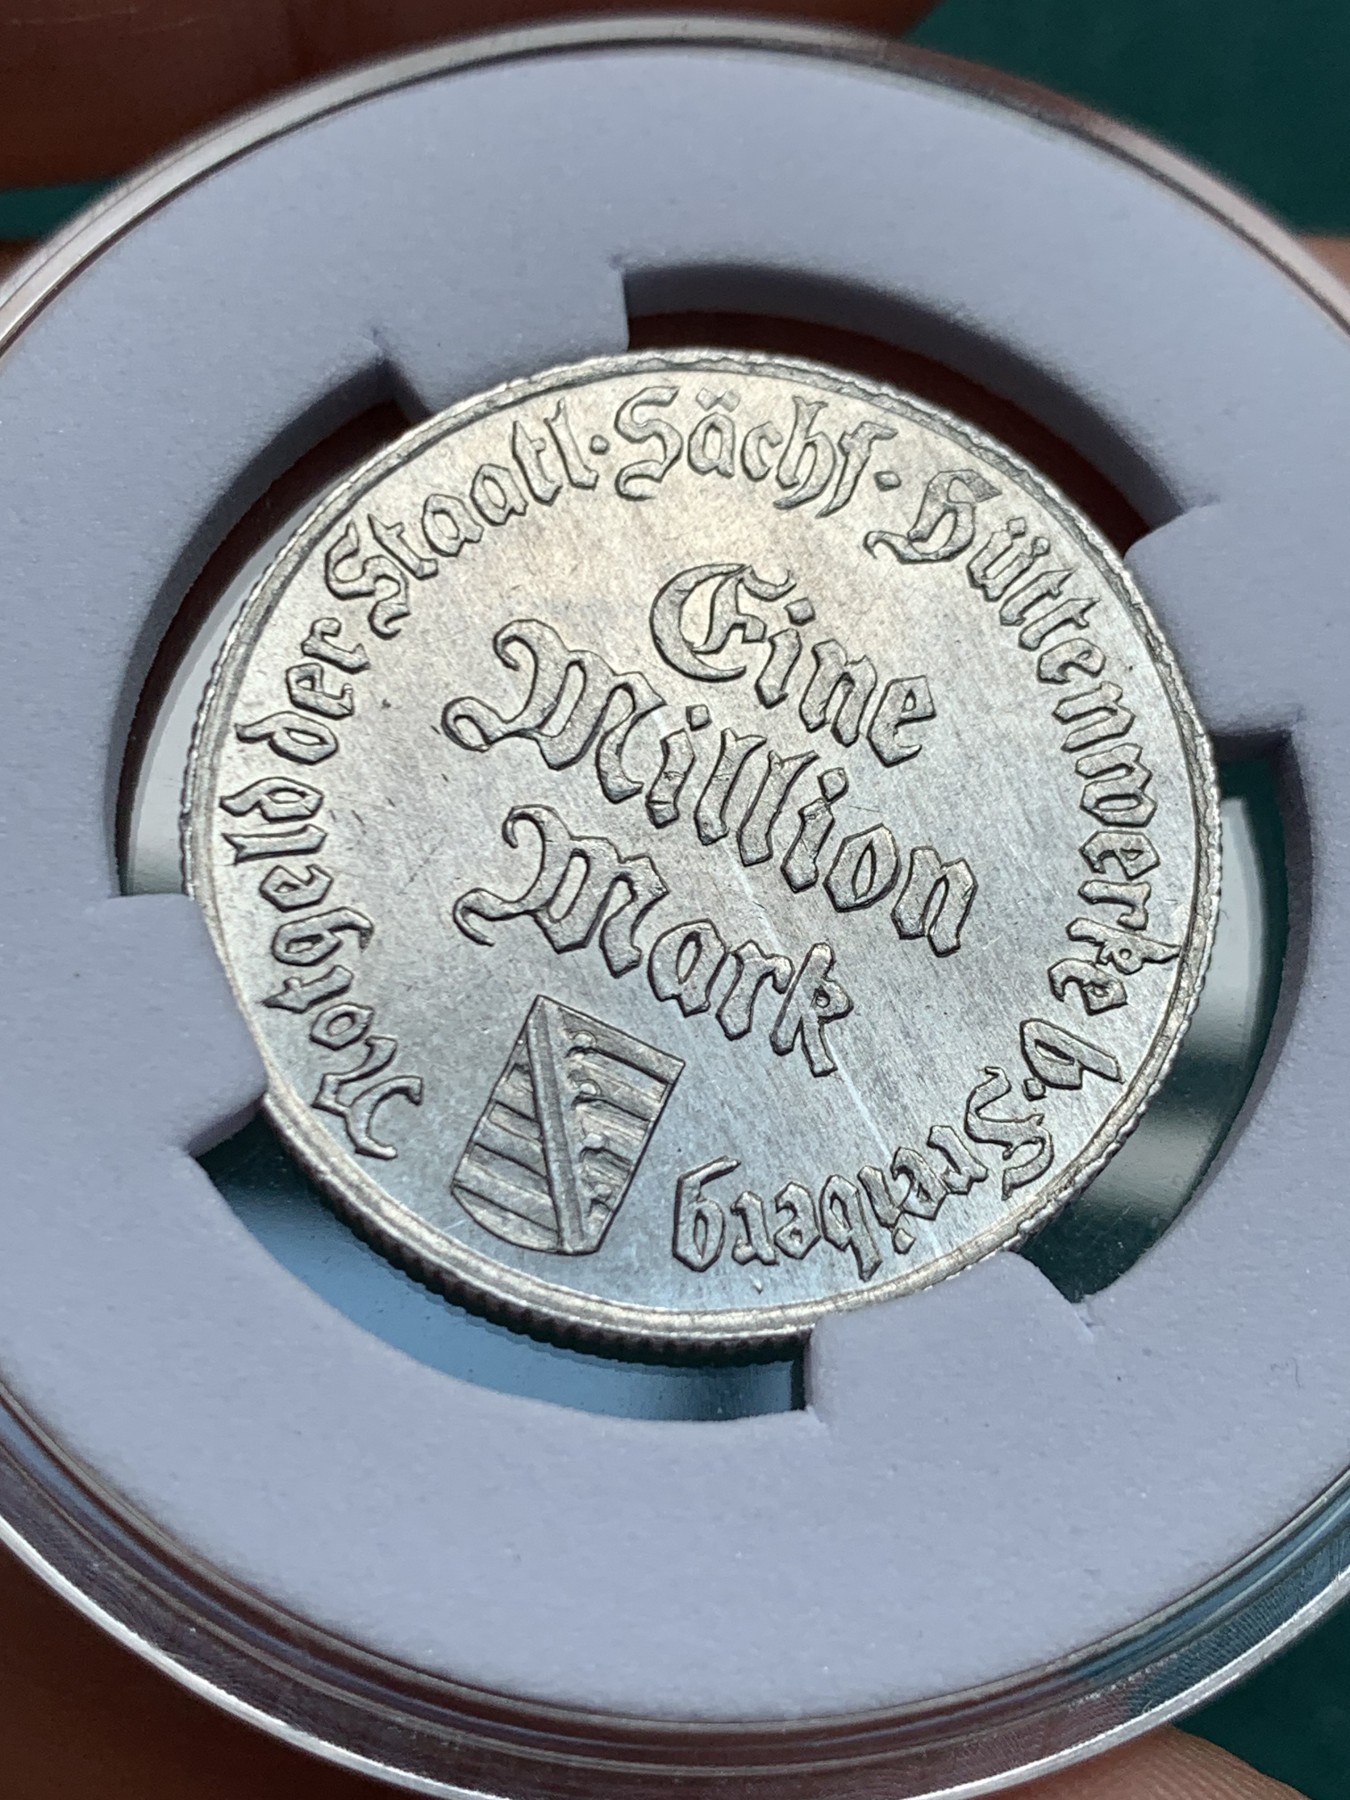 Notgeld der Staatl. Sächs. Hüttenwerke b. Freiberg
Eine
Million
Mark